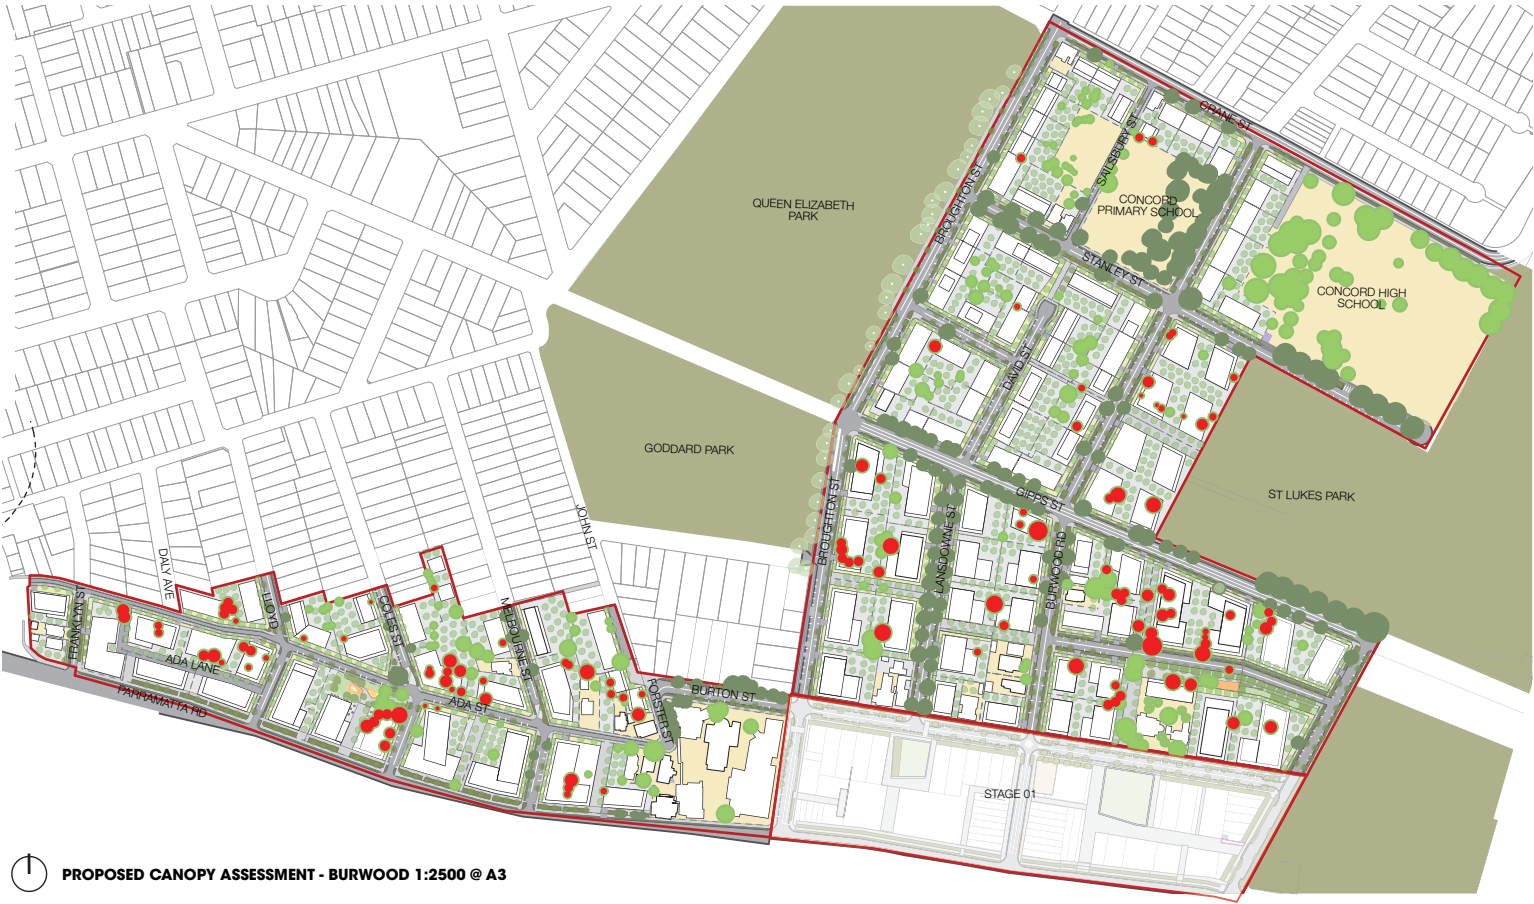 CRANE ST
SAILSBURY ST
BROUGHTON ST
QUEEN ELIZABETH
PARK
CONCORD
PRIMARY SCHOOL
STANLEY ST
CONCORD HIGH
SCHOOL
DAVID ST
GODDARD PARK
GIPPS ST
ST LUKES PARK
BROUGHTON ST
LANSDOWNE ST
BURWOOD RD
JOHN ST
DALY AVE
FRANKLYN ST
LLOYD
COLES ST
MELBOURNE ST
ADA LANE
PARRAMATTA RD
ADA ST
FORSTER ST
BURTON ST
STAGE 01
PROPOSED CANOPY ASSESSMENT - BURWOOD 1:2500 @ A3